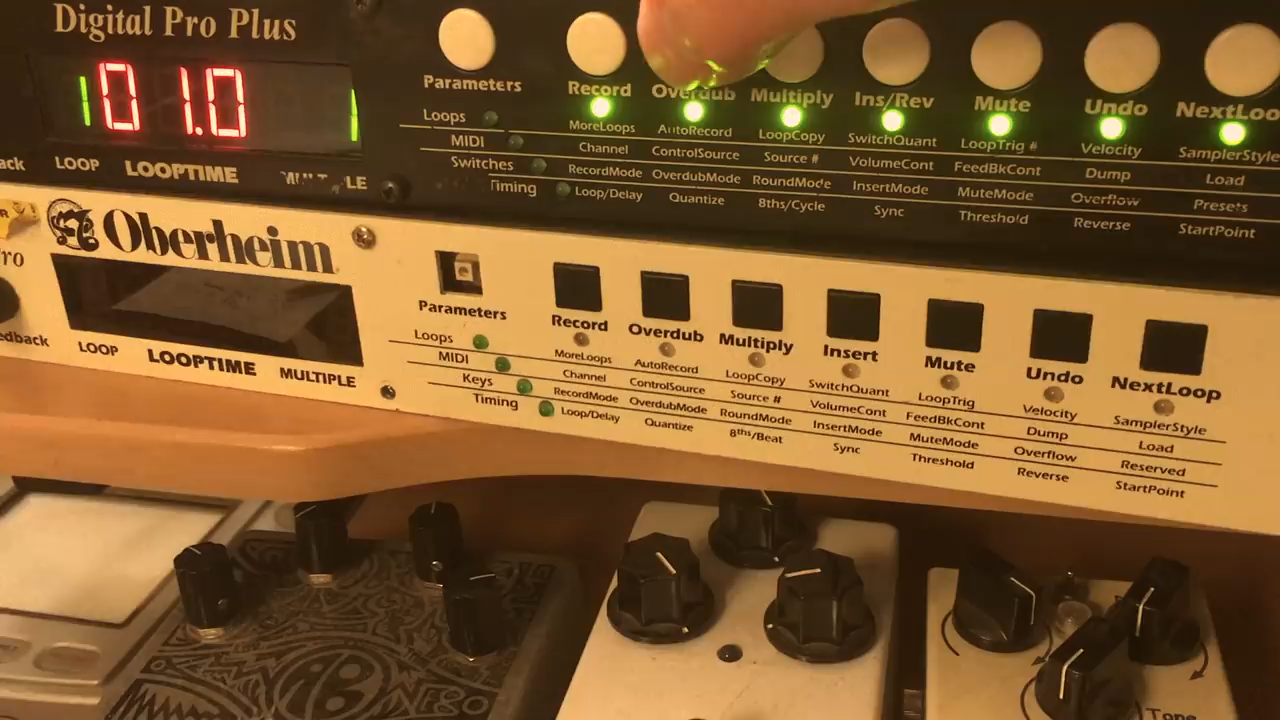 Digital Pro Plus
1 0 1.0 1
ack LOOP LOOPTIME
Parameters Record Overdub Multiply Ins/Rev Mute Undo NextLoo
Loops MoreLoops AutoRecord LoopCopy SwitchQuant LoopTrig # Velocity SamplerStyle
MIDI Channel ControlSource Source # VolumeCont FeedBkCont Dump Load
Switches RecordMode OverdubMode RoundMode InsertMode MuteMode Overflow Presets
Timing Loop/Delay Quantize 8ths/Cycle Sync Threshold Reverse StartPoint
Oberheim
ro
edback LOOP LOOPTIME MULTIPLE
Parameters Record Overdub Multiply Insert Mute Undo NextLoop
Loops MoreLoops AutoRecord LoopCopy SwitchQuant LoopTrig Velocity SamplerStyle
MIDI Channel ControlSource Source # VolumeCont FeedBkCont Dump Load
Keys RecordMode OverdubMode RoundMode InsertMode MuteMode Overflow Reserved
Timing Loop/Delay Quantize 8ths/Beat Sync Threshold Reverse StartPoint
Tone